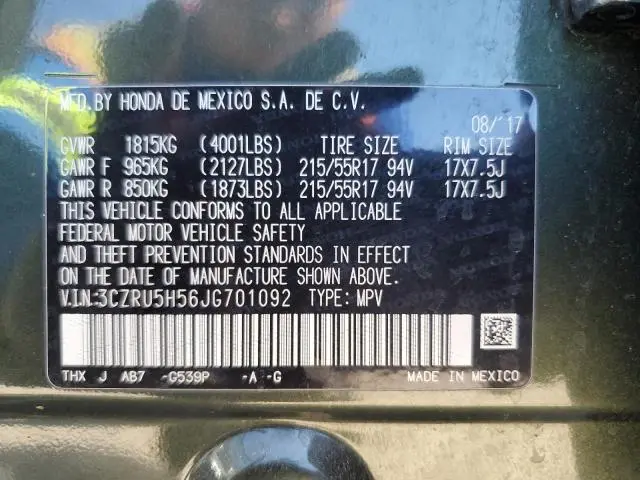 MFD.BY HONDA DE MEXICO S.A. DE C.V.
08/'17
GVWR 1815KG (4001LBS) TIRE SIZE RIM SIZE
GAWR F 965KG (2127LBS) 215/55R17 94V 17X7.5J
GAWR R 850KG (1873LBS) 215/55R17 94V 17X7.5J
THIS VEHICLE CONFORMS TO ALL APPLICABLE
FEDERAL MOTOR VEHICLE SAFETY
AND THEFT PREVENTION STANDARDS IN EFFECT
ON THE DATE OF MANUFACTURE SHOWN ABOVE.
V.I.N:3CZRU5H56JG701092 TYPE: MPV
THX J AB7 -G539P -A -G MADE IN MEXICO